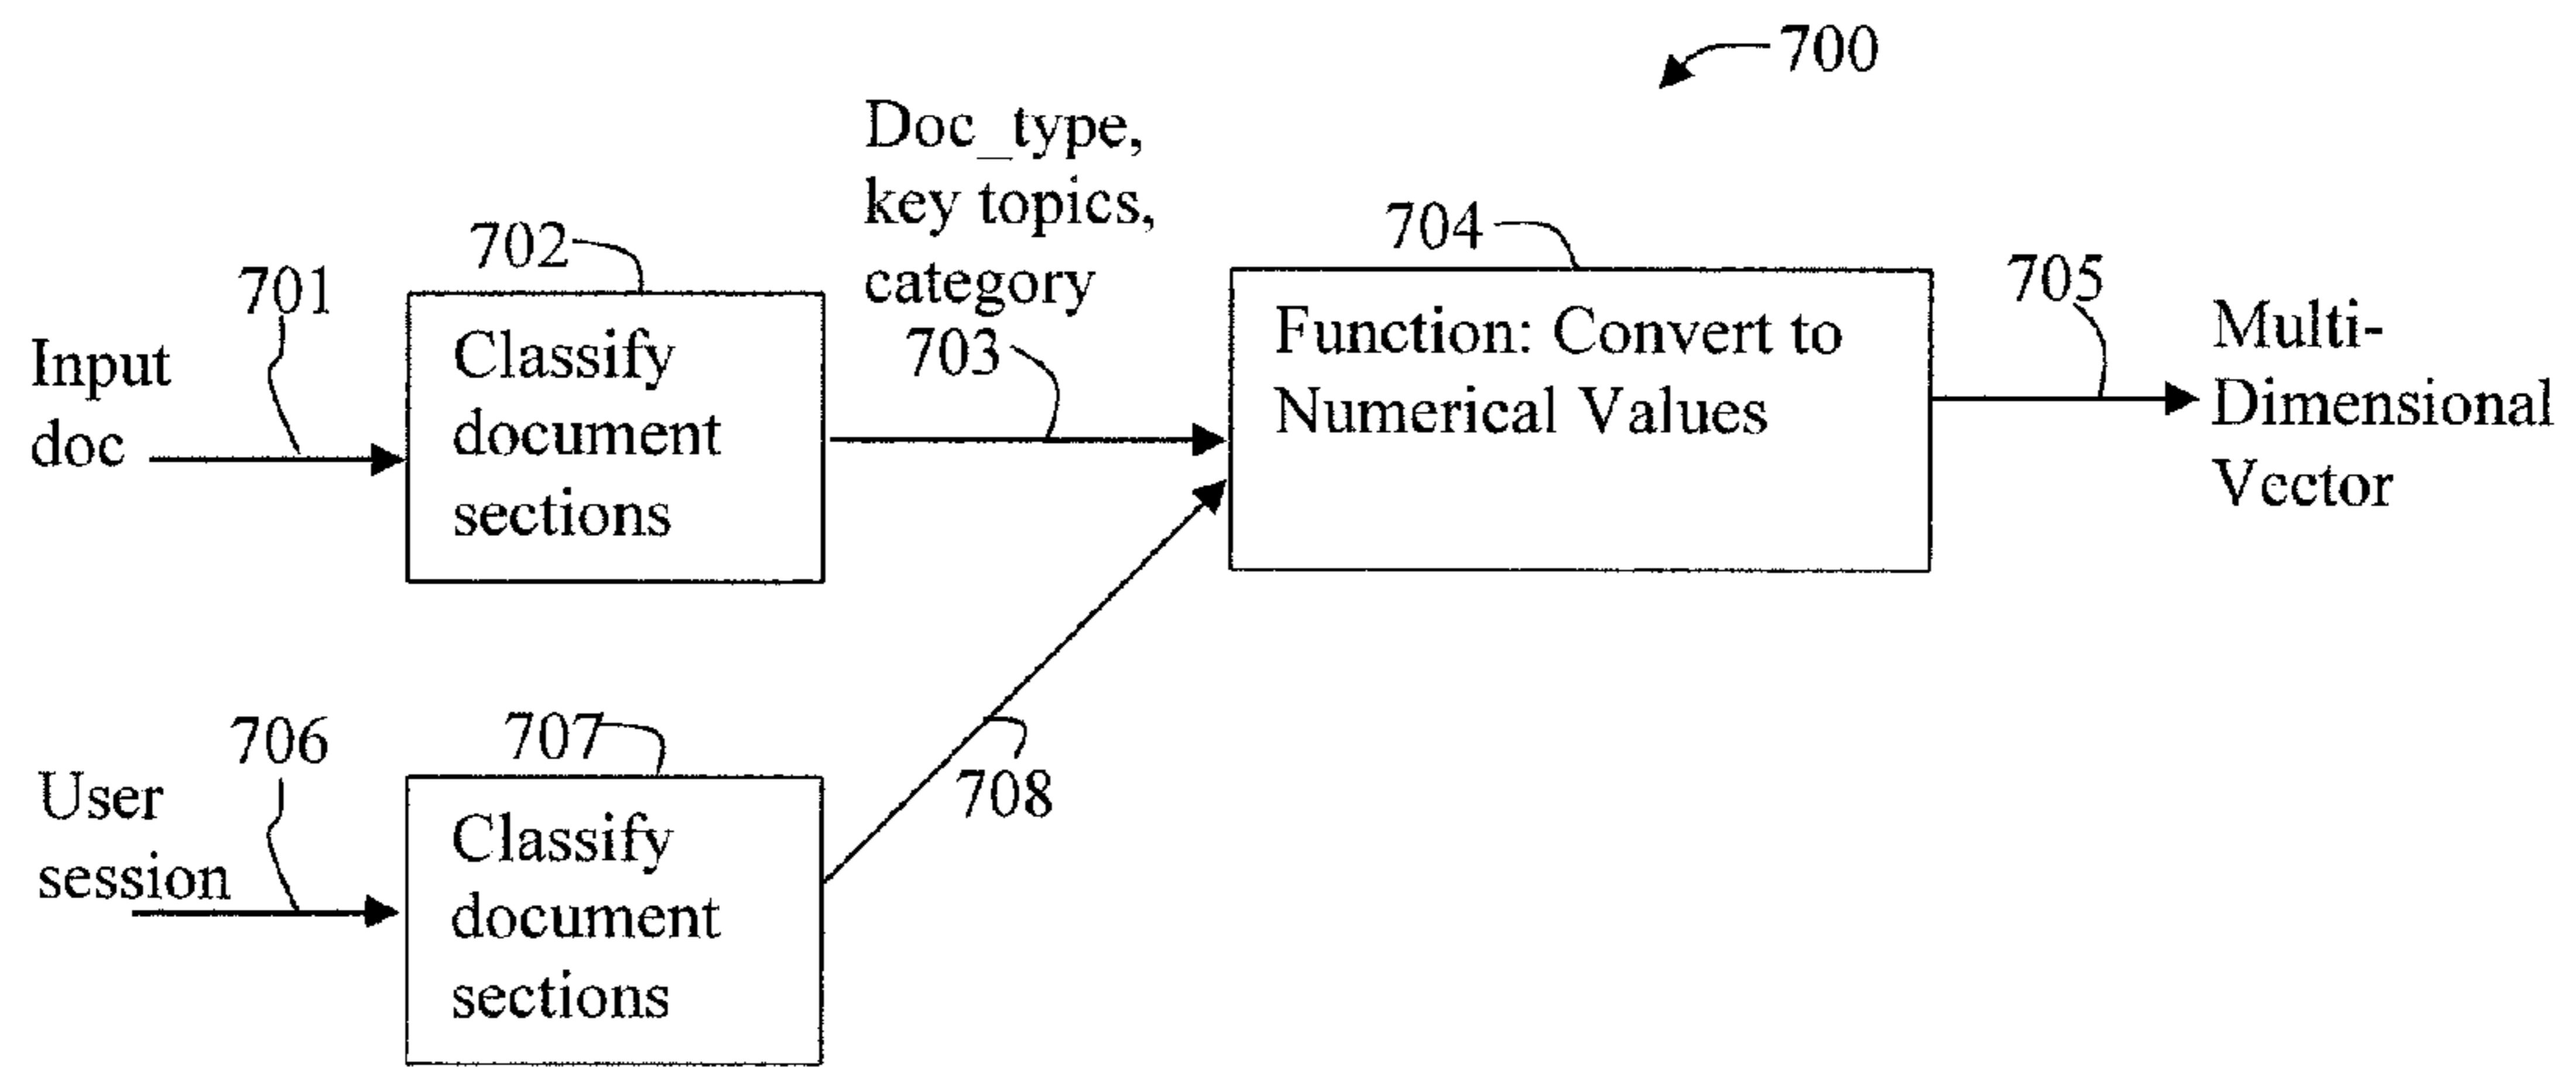 700
Doc_type,
key topics,
category
703
702
701
Input
doc
Classify
document
sections
704
Function: Convert to
Numerical Values
705
Multi-
Dimensional
Vector
706
User
session
707
Classify
document
sections
708